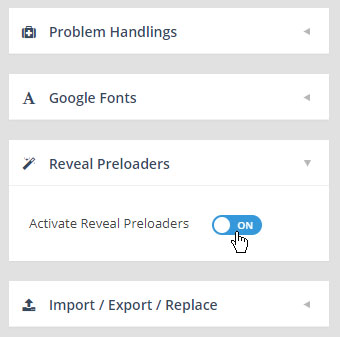 Problem Handlings
Google Fonts
Reveal Preloaders
Activate Reveal Preloaders ON
Import / Export / Replace